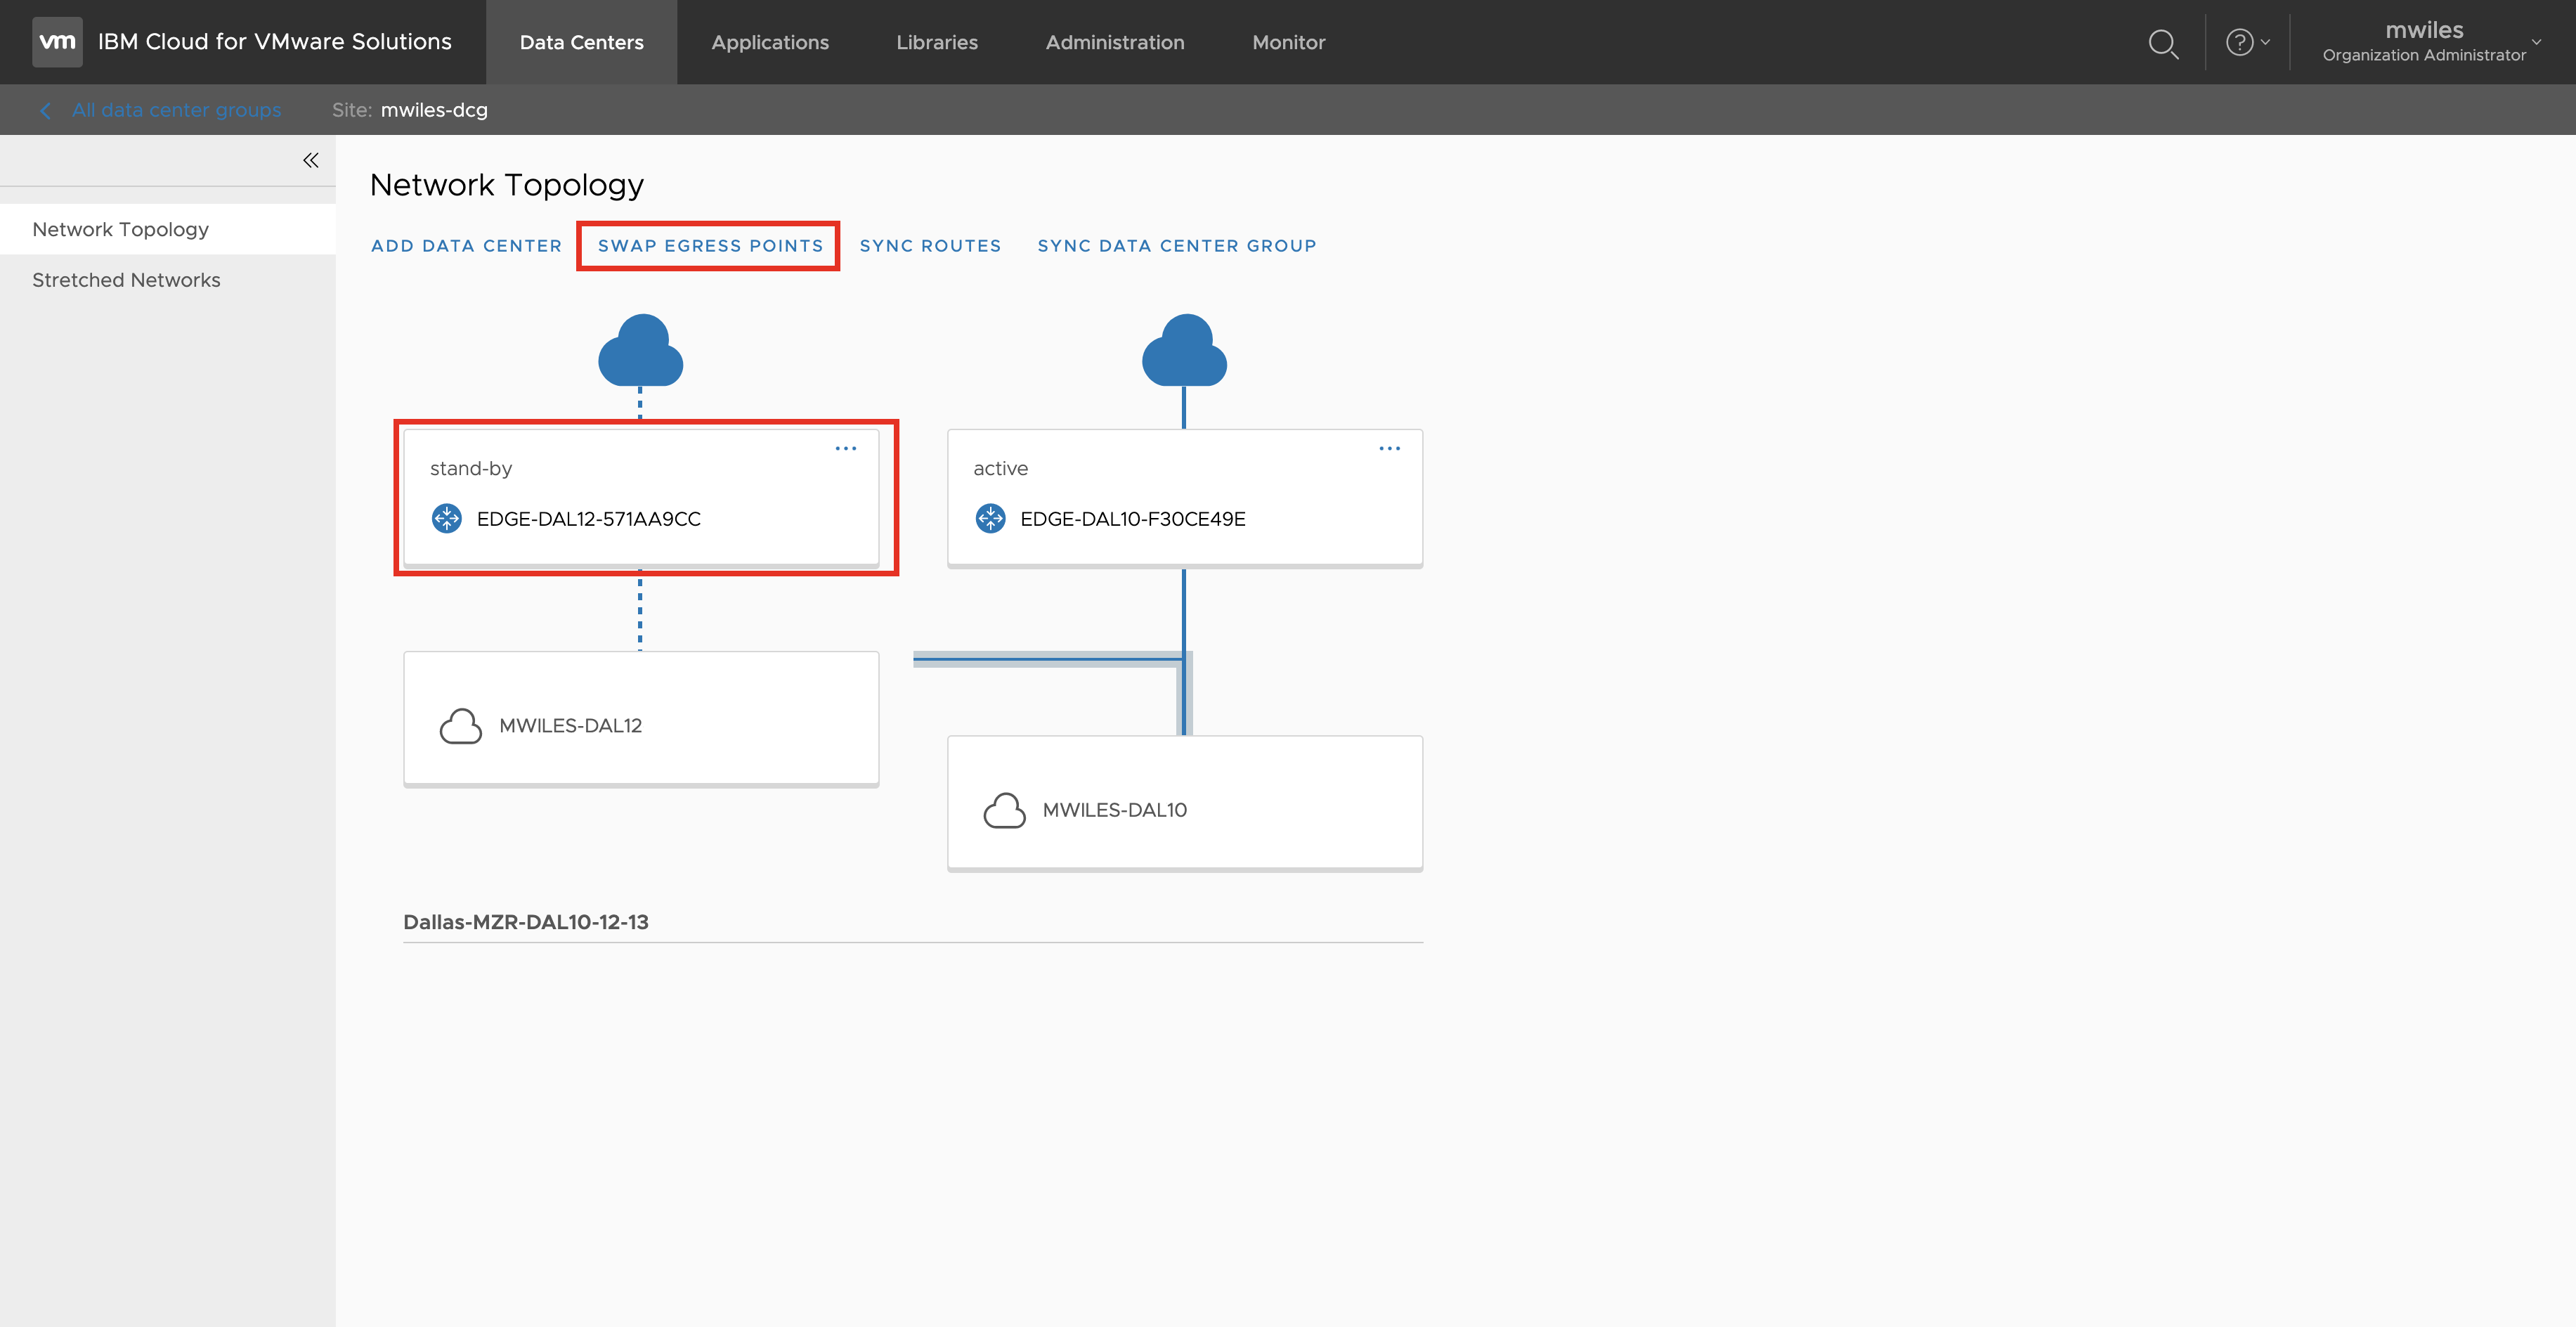 vm IBM Cloud for VMware Solutions Data Centers Applications Libraries Administration Monitor ? mwiles
Organization Administrator
All data center groups Site: mwiles-dcg
Network Topology
Stretched Networks
Network Topology
ADD DATA CENTER SWAP EGRESS POINTS SYNC ROUTES SYNC DATA CENTER GROUP
stand-by
EDGE-DAL12-571AA9CC
active
EDGE-DAL10-F30CE49E
MWILES-DAL12
MWILES-DAL10
Dallas-MZR-DAL10-12-13